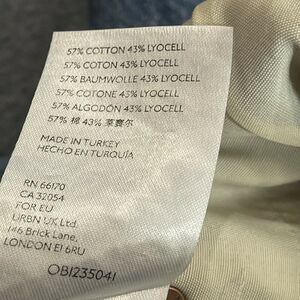 57% COTTON 43% LYOCELL
57% COTON 43% LYOCELL
57% BAUMWOLLE 43% LYOCELL
57% COTONE 43% LYOCELL
57% ALGODÓN 43% LYOCELL
57% 棉 43% 莱赛尔
MADE IN TURKEY
HECHO EN TURQUÍA
RN 66170
CA 32054
FOR EU
URBN UK Ltd.
146 Brick Lane,
LONDON E1 6RU
OB1235041